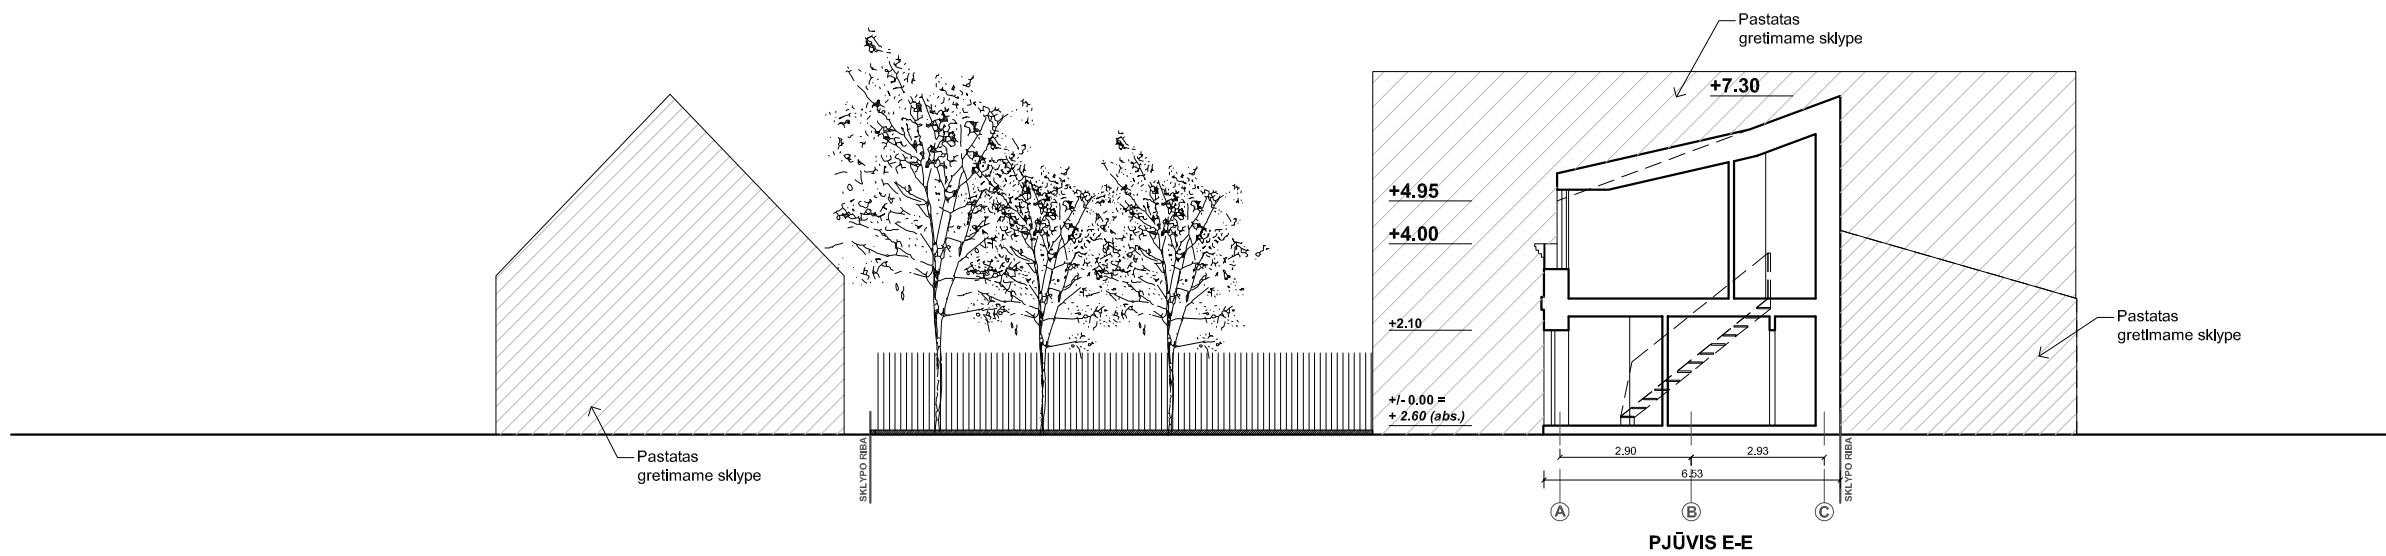 Pastatas
gretimame sklype
+7.30
+4.95
+4.00
+2.10
+/- 0.00 =
+ 2.60 (abs.)
Pastatas
gretimame sklype
Pastatas
gretimame sklype
SKLYPO RIBA
SKLYPO RIBA
2.90
2.93
6.53
A
B
C
PJŪVIS E-E